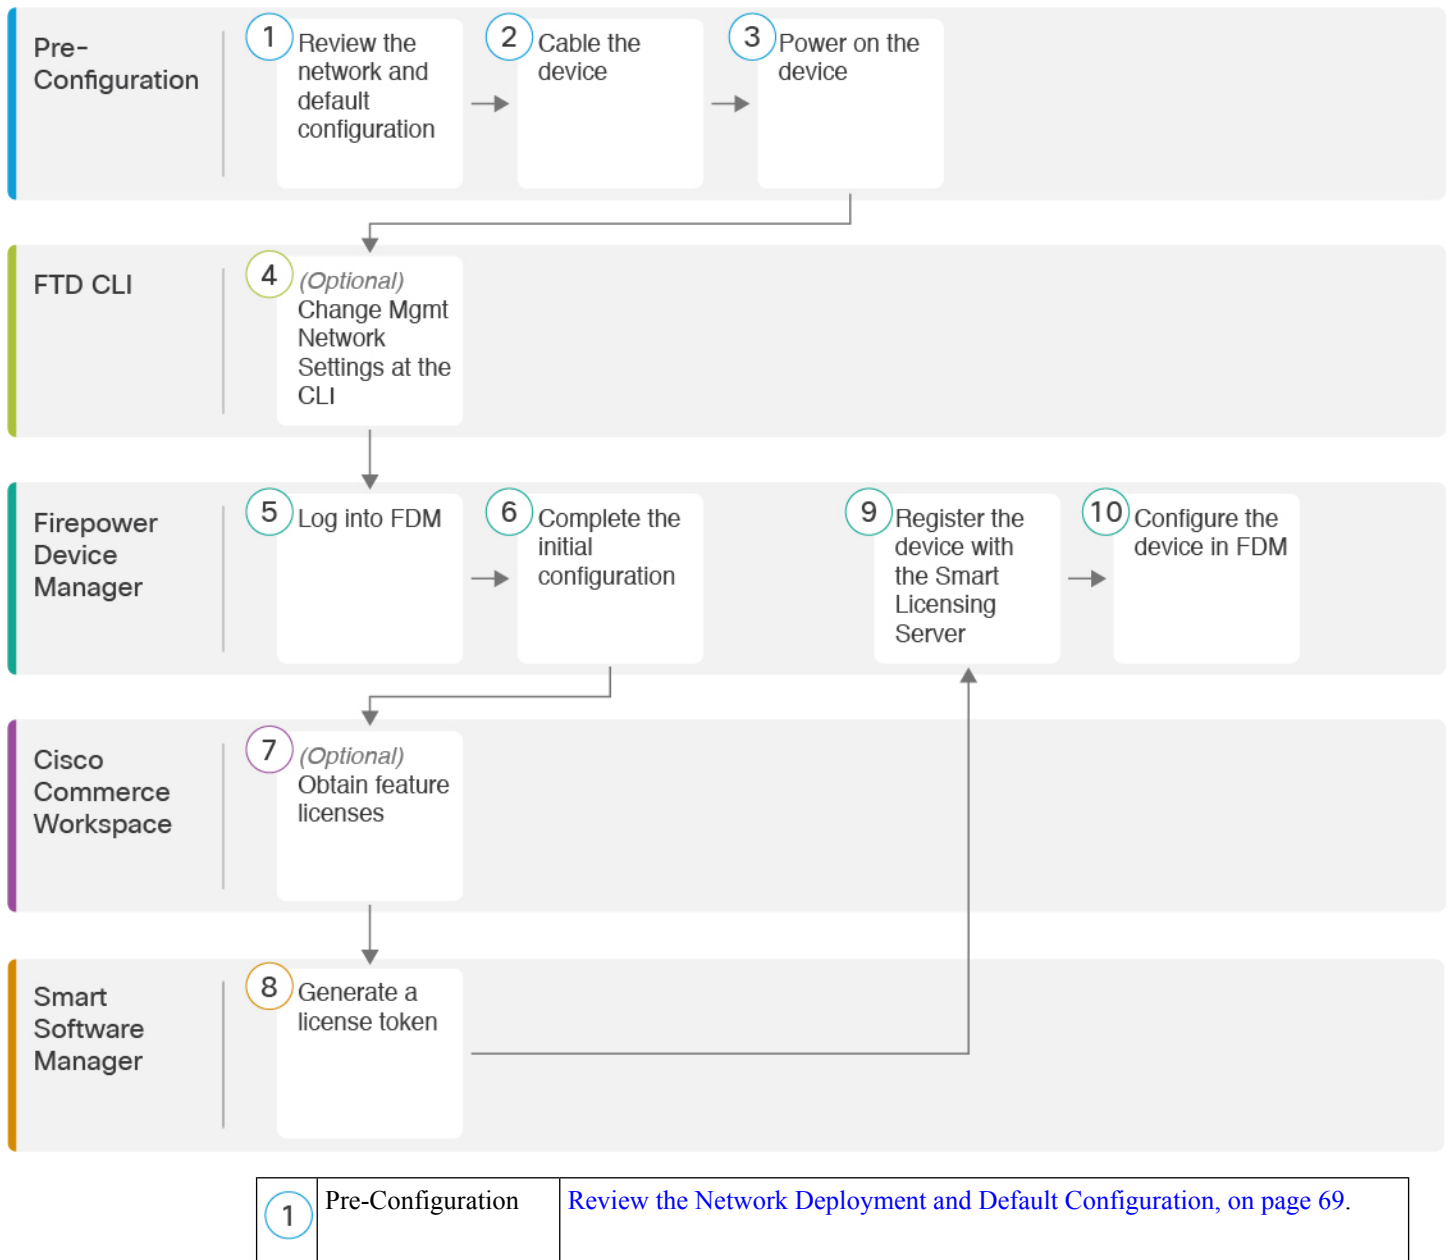 Pre-
Configuration
1
Review the
network and
default
configuration
2
Cable the
device
3
Power on the
device
FTD CLI
4
(Optional)
Change Mgmt
Network
Settings at the
CLI
Firepower
Device
Manager
5
Log into FDM
6
Complete the
initial
configuration
9
Register the
device with
the Smart
Licensing
Server
10
Configure the
device in FDM
Cisco
Commerce
Workspace
7
(Optional)
Obtain feature
licenses
Smart
Software
Manager
8
Generate a
license token
1
Pre-Configuration
Review the Network Deployment and Default Configuration, on page 69.